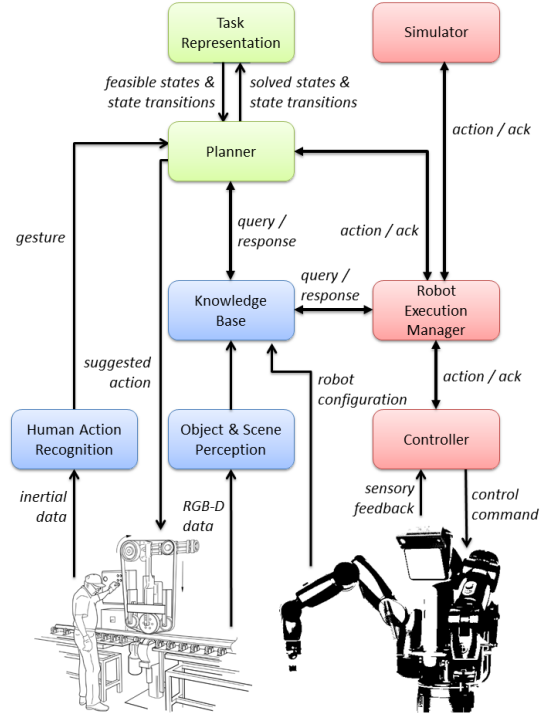 Task
Representation
Simulator
feasible states &
state transitions
solved states &
state transitions
action / ack
Planner
gesture
query /
response
action / ack
query /
response
Knowledge
Base
Robot
Execution
Manager
suggested
action
robot
configuration
action / ack
Human Action
Recognition
Object & Scene
Perception
Controller
inertial
data
RGB-D
data
sensory
feedback
control
command